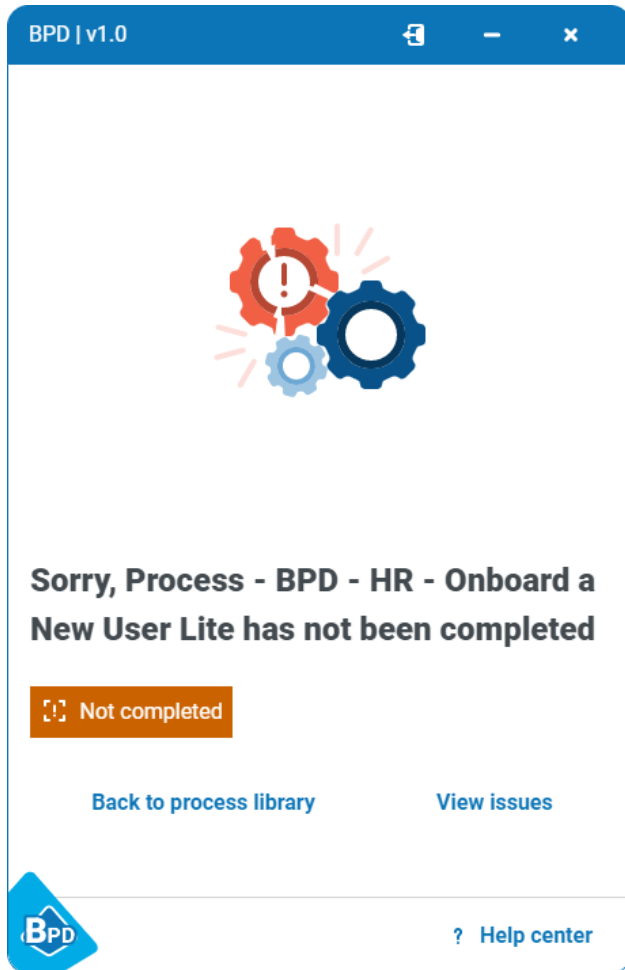 BPD | v1.0
Sorry, Process - BPD - HR - Onboard a
New User Lite has not been completed
Not completed
Back to process library
View issues
BPD
? Help center